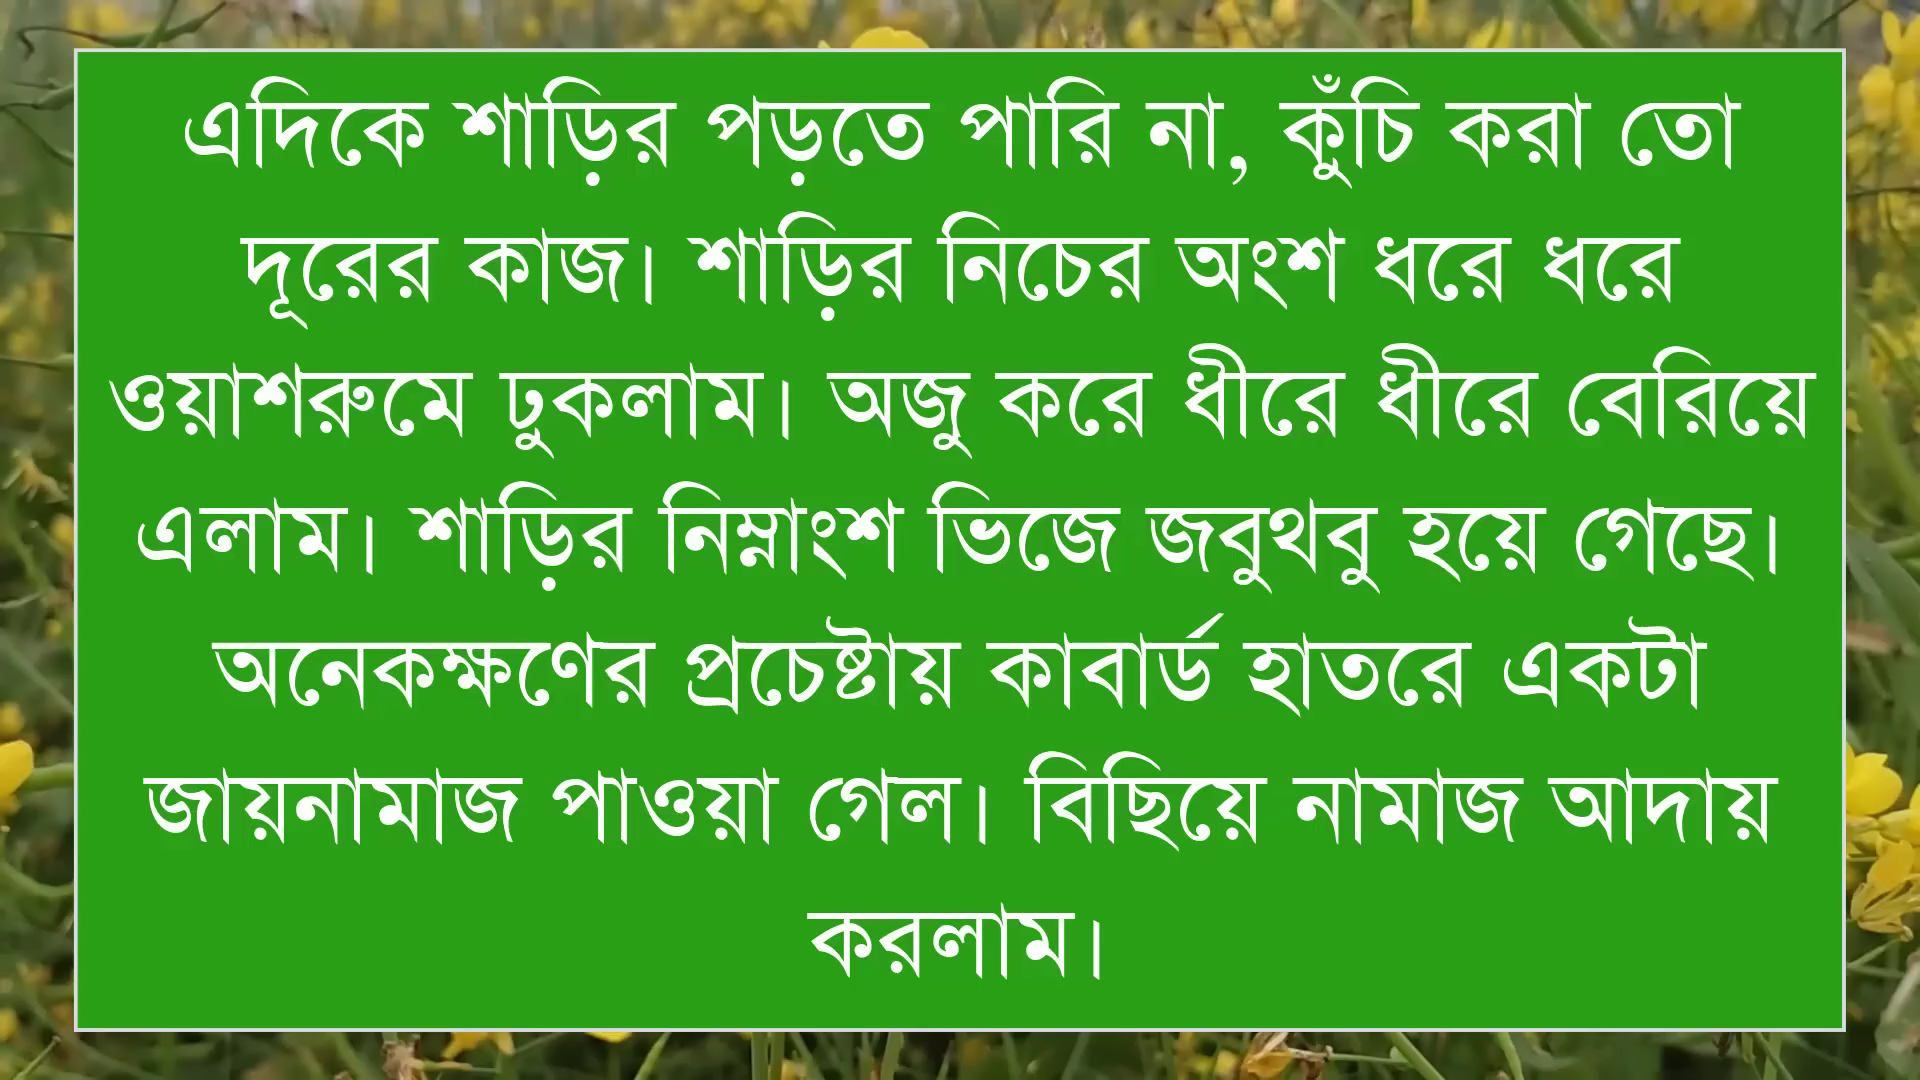 এদিকে শাড়ির পড়তে পারি না, কুঁচি করা তো
দূরের কাজ। শাড়ির নিচের অংশ ধরে ধরে
ওয়াশরুমে ঢুকলাম। অজু করে ধীরে ধীরে বেরিয়ে
এলাম। শাড়ির নিম্নাংশ ভিজে জবুথবু হয়ে গেছে।
অনেকক্ষণের প্রচেষ্টায় কাবার্ড হাতরে একটা
জায়নামাজ পাওয়া গেল। বিছিয়ে নামাজ আদায়
করলাম।